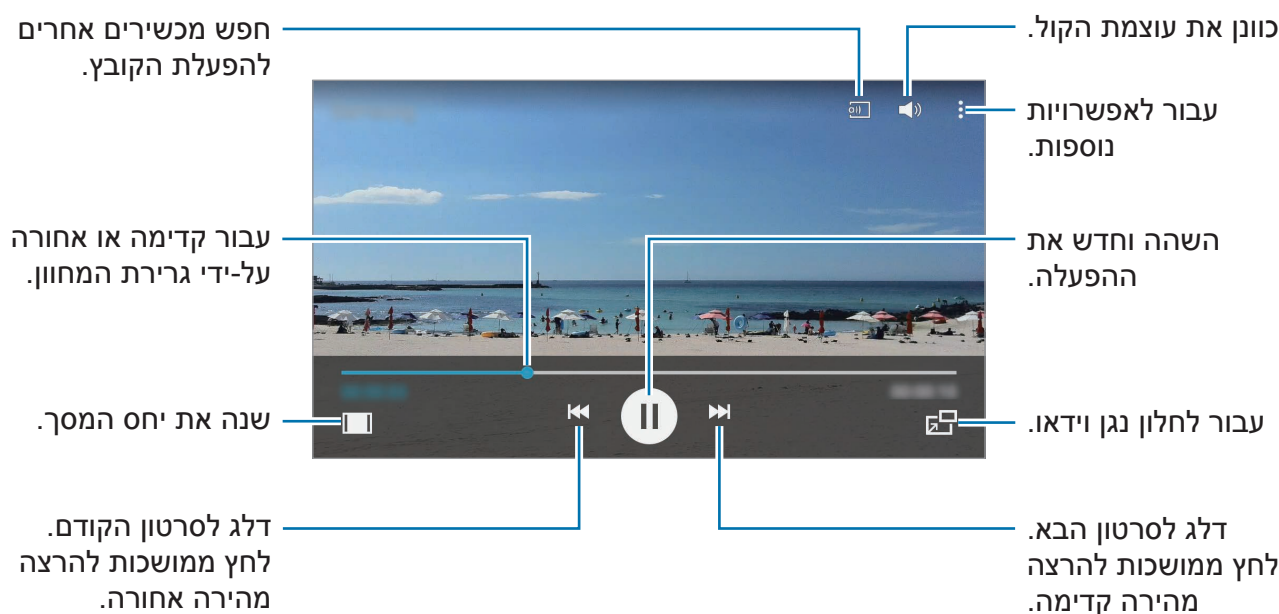 כוונן את עוצמת הקול.
חפש מכשירים אחרים
להפעלת הקובץ.
עבור לאפשרויות
נוספות.
השהה וחדש את
ההפעלה.
עבור קדימה או אחורה
על-ידי גרירת המחוון.
עבור לחלון נגן וידאו.
שנה את יחס המסך.
דלג לסרטון הבא.
לחץ ממושכות להרצה
מהירה קדימה.
דלג לסרטון הקודם.
לחץ ממושכות להרצה
מהירה אחורה.